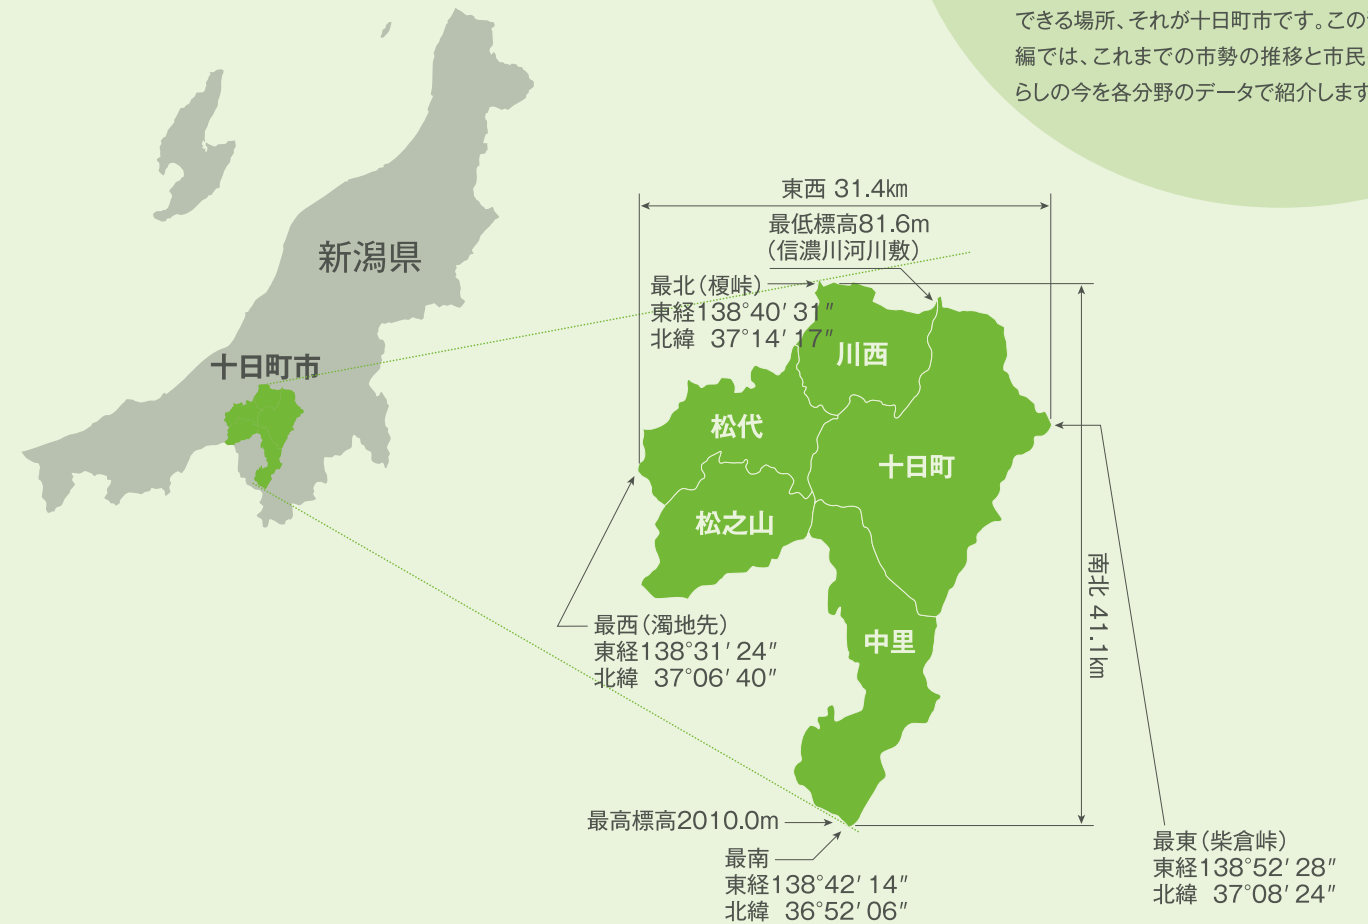 できる場所、それが十日町市です。この
編では、これまでの市勢の推移と市民
らしの今を各分野のデータで紹介します
新潟県
十日町市
東西 31.4km
最低標高81.6m
（信濃川河川敷）
最北（榎峠）
東経138°40′31″
北緯 37°14′17″
川西
松代
十日町
松之山
中里
南北 41.1km
最西（濁地先）
東経138°31′24″
北緯 37°06′40″
最高標高2010.0m
最南
東経138°42′14″
北緯 36°52′06″
最東（柴倉峠）
東経138°52′28″
北緯 37°08′24″